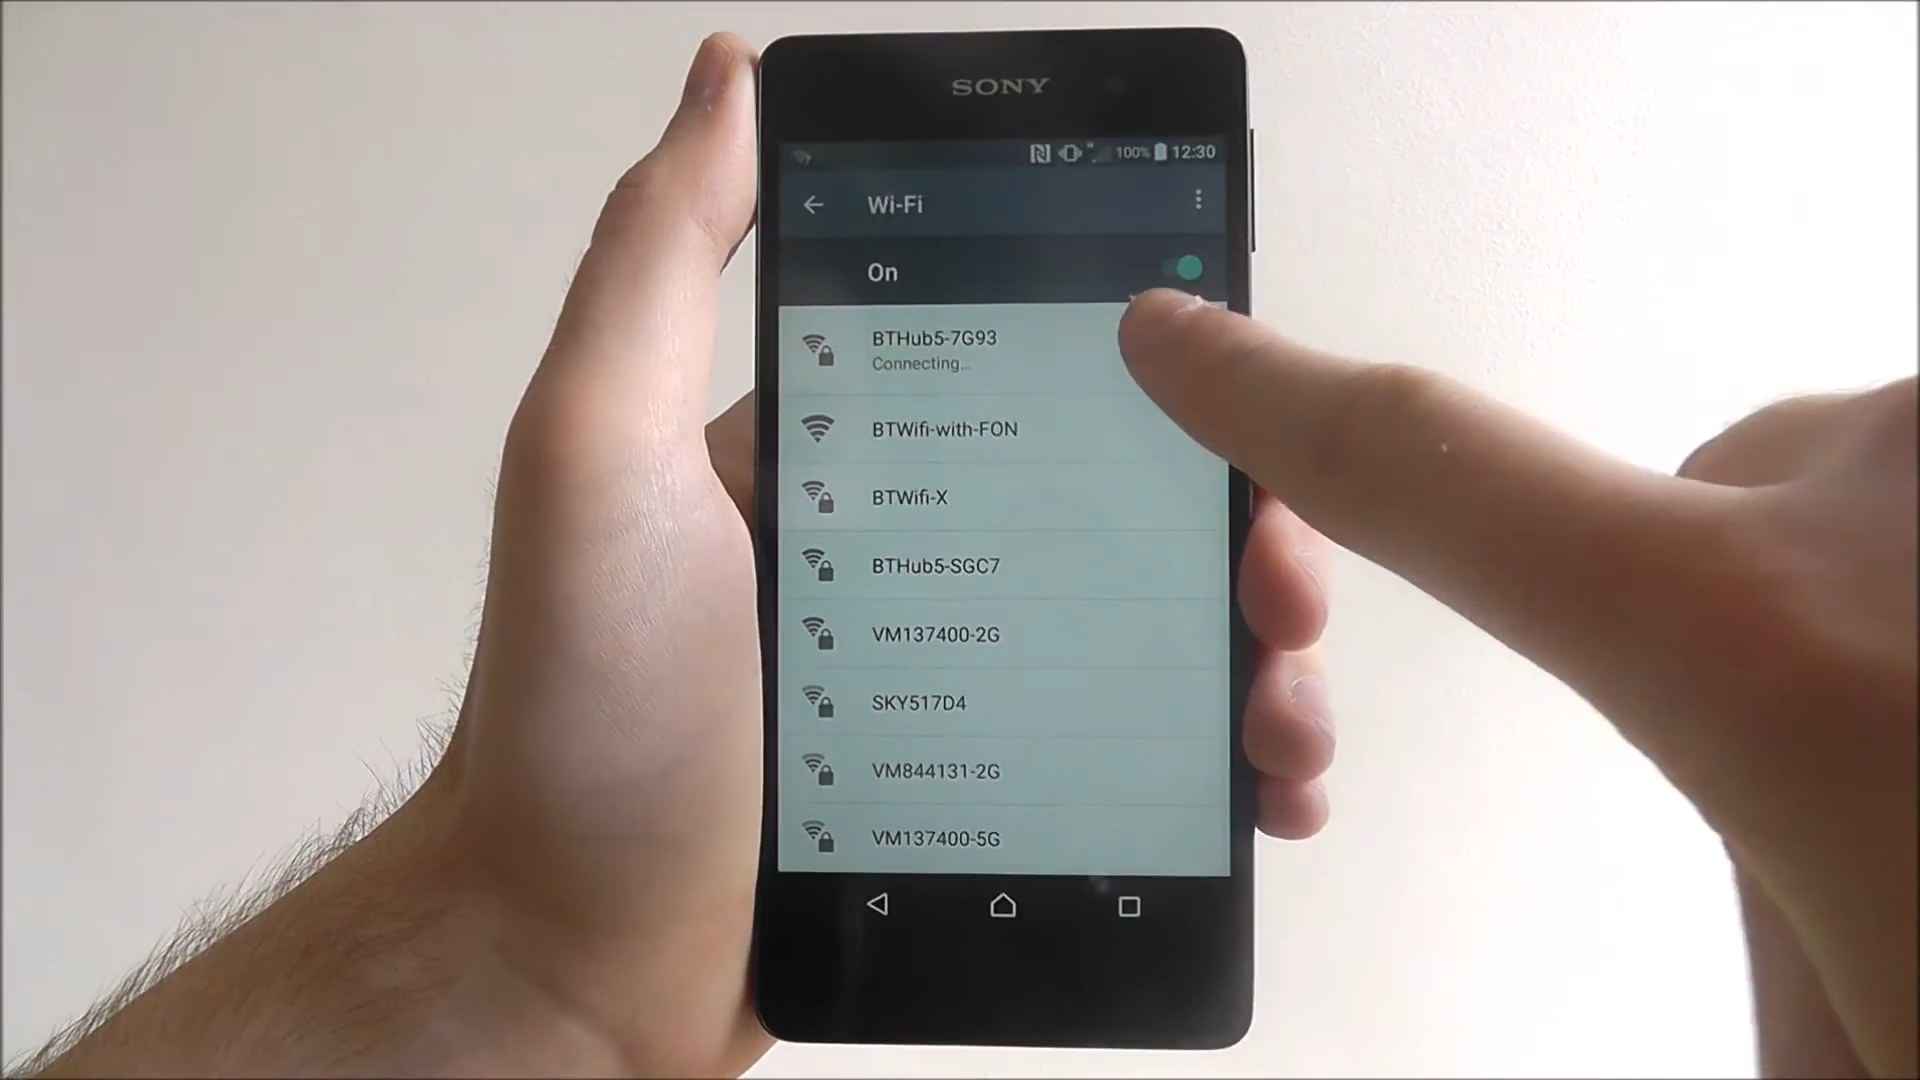 SONY
100% 12:30
Wi-Fi
On
BTHub5-7G93
Connecting...
BTWifi-with-FON
BTWifi-X
BTHub5-SGC7
VM137400-2G
SKY517D4
VM844131-2G
VM137400-5G